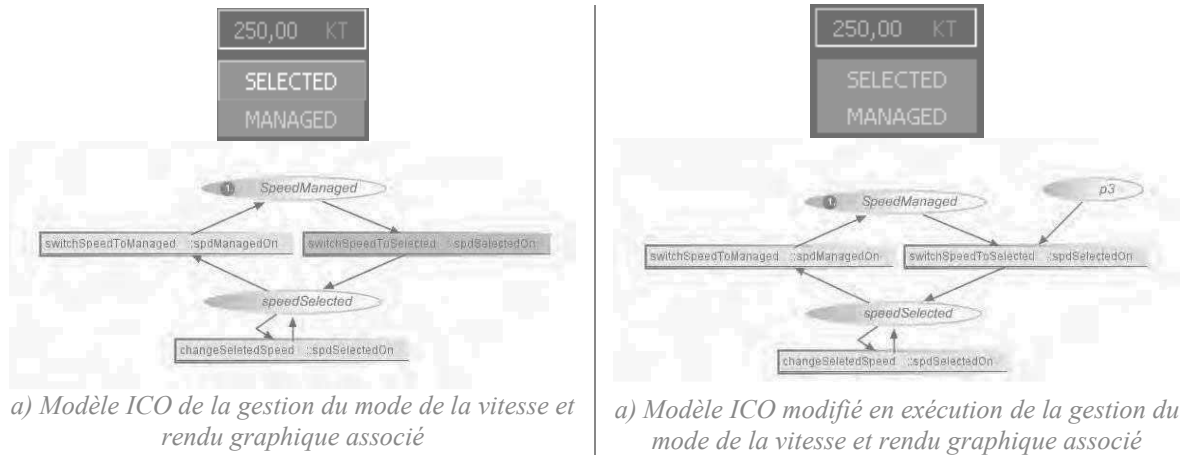 250,00 KT
SELECTED
MANAGED
1 SpeedManaged
switchSpeedToManaged ::spdManagedOn
switchSpeedToSelected ::spdSelectedOn
speedSelected
changeSeletedSpeed ::spdSelectedOn
a) Modèle ICO de la gestion du mode de la vitesse et
rendu graphique associé
250,00 KT
SELECTED
MANAGED
1 SpeedManaged
p3
switchSpeedToManaged ::spdManagedOn
switchSpeedToSelected ::spdSelectedOn
speedSelected
changeSeletedSpeed ::spdSelectedOn
a) Modèle ICO modifié en exécution de la gestion du
mode de la vitesse et rendu graphique associé